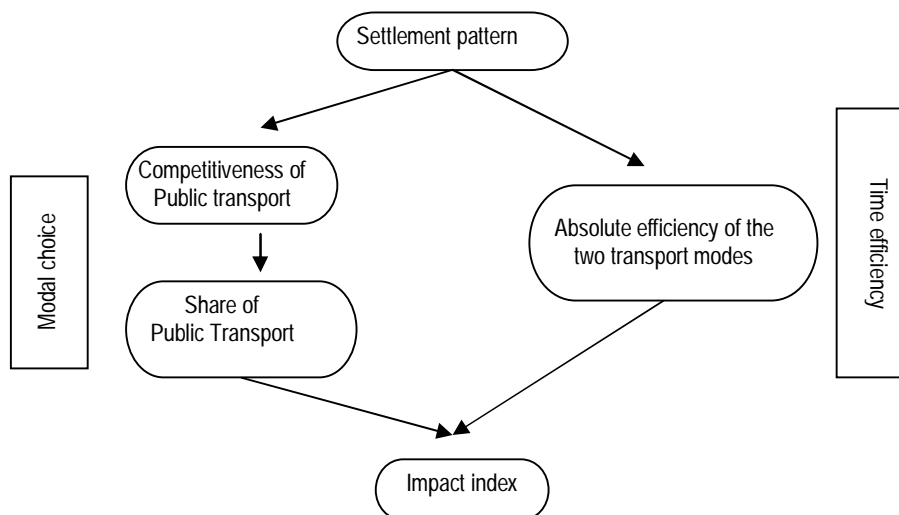 Settlement pattern
Competitiveness of
Public transport
Modal choice
Share of
Public Transport
Absolute efficiency of the
two transport modes
Time efficiency
Impact index